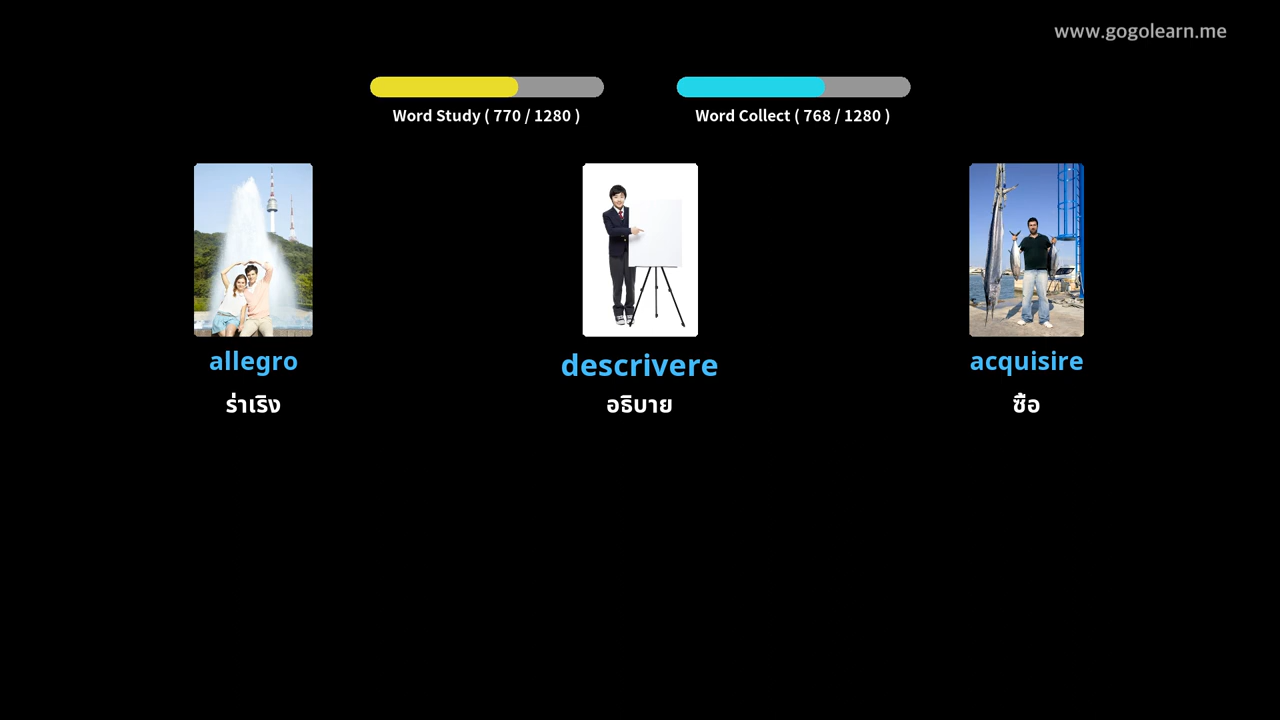 www.gogolearn.me
Word Study ( 770 / 1280 )
Word Collect ( 768 / 1280 )
allegro
descrivere
acquisire
ร่าเริง
อธิบาย
ซื้อ